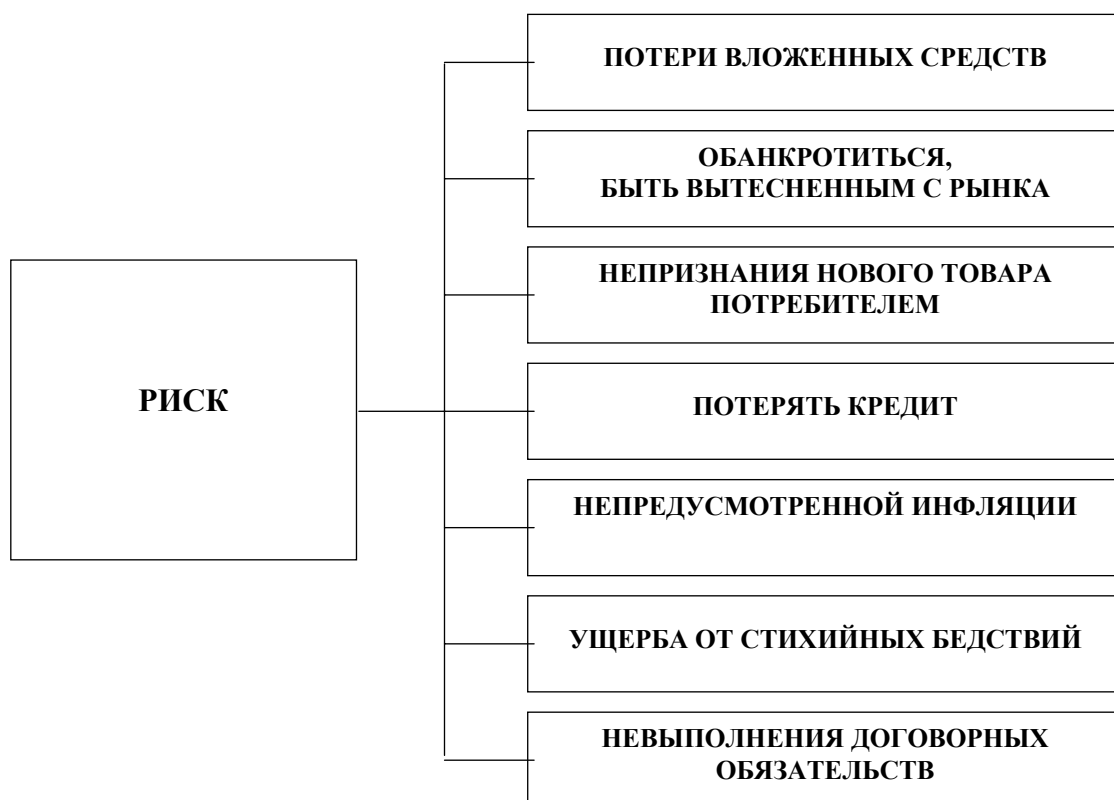 ПОТЕРИ ВЛОЖЕННЫХ СРЕДСТВ
ОБАНКРОТИТЬСЯ,
БЫТЬ ВЫТЕСНЕННЫМ С РЫНКА
НЕПРИЗНАНИЯ НОВОГО ТОВАРА
ПОТРЕБИТЕЛЕМ
РИСК
ПОТЕРЯТЬ КРЕДИТ
НЕПРЕДУСМОТРЕННОЙ ИНФЛЯЦИИ
УЩЕРБА ОТ СТИХИЙНЫХ БЕДСТВИЙ
НЕВЫПОЛНЕНИЯ ДОГОВОРНЫХ
ОБЯЗАТЕЛЬСТВ